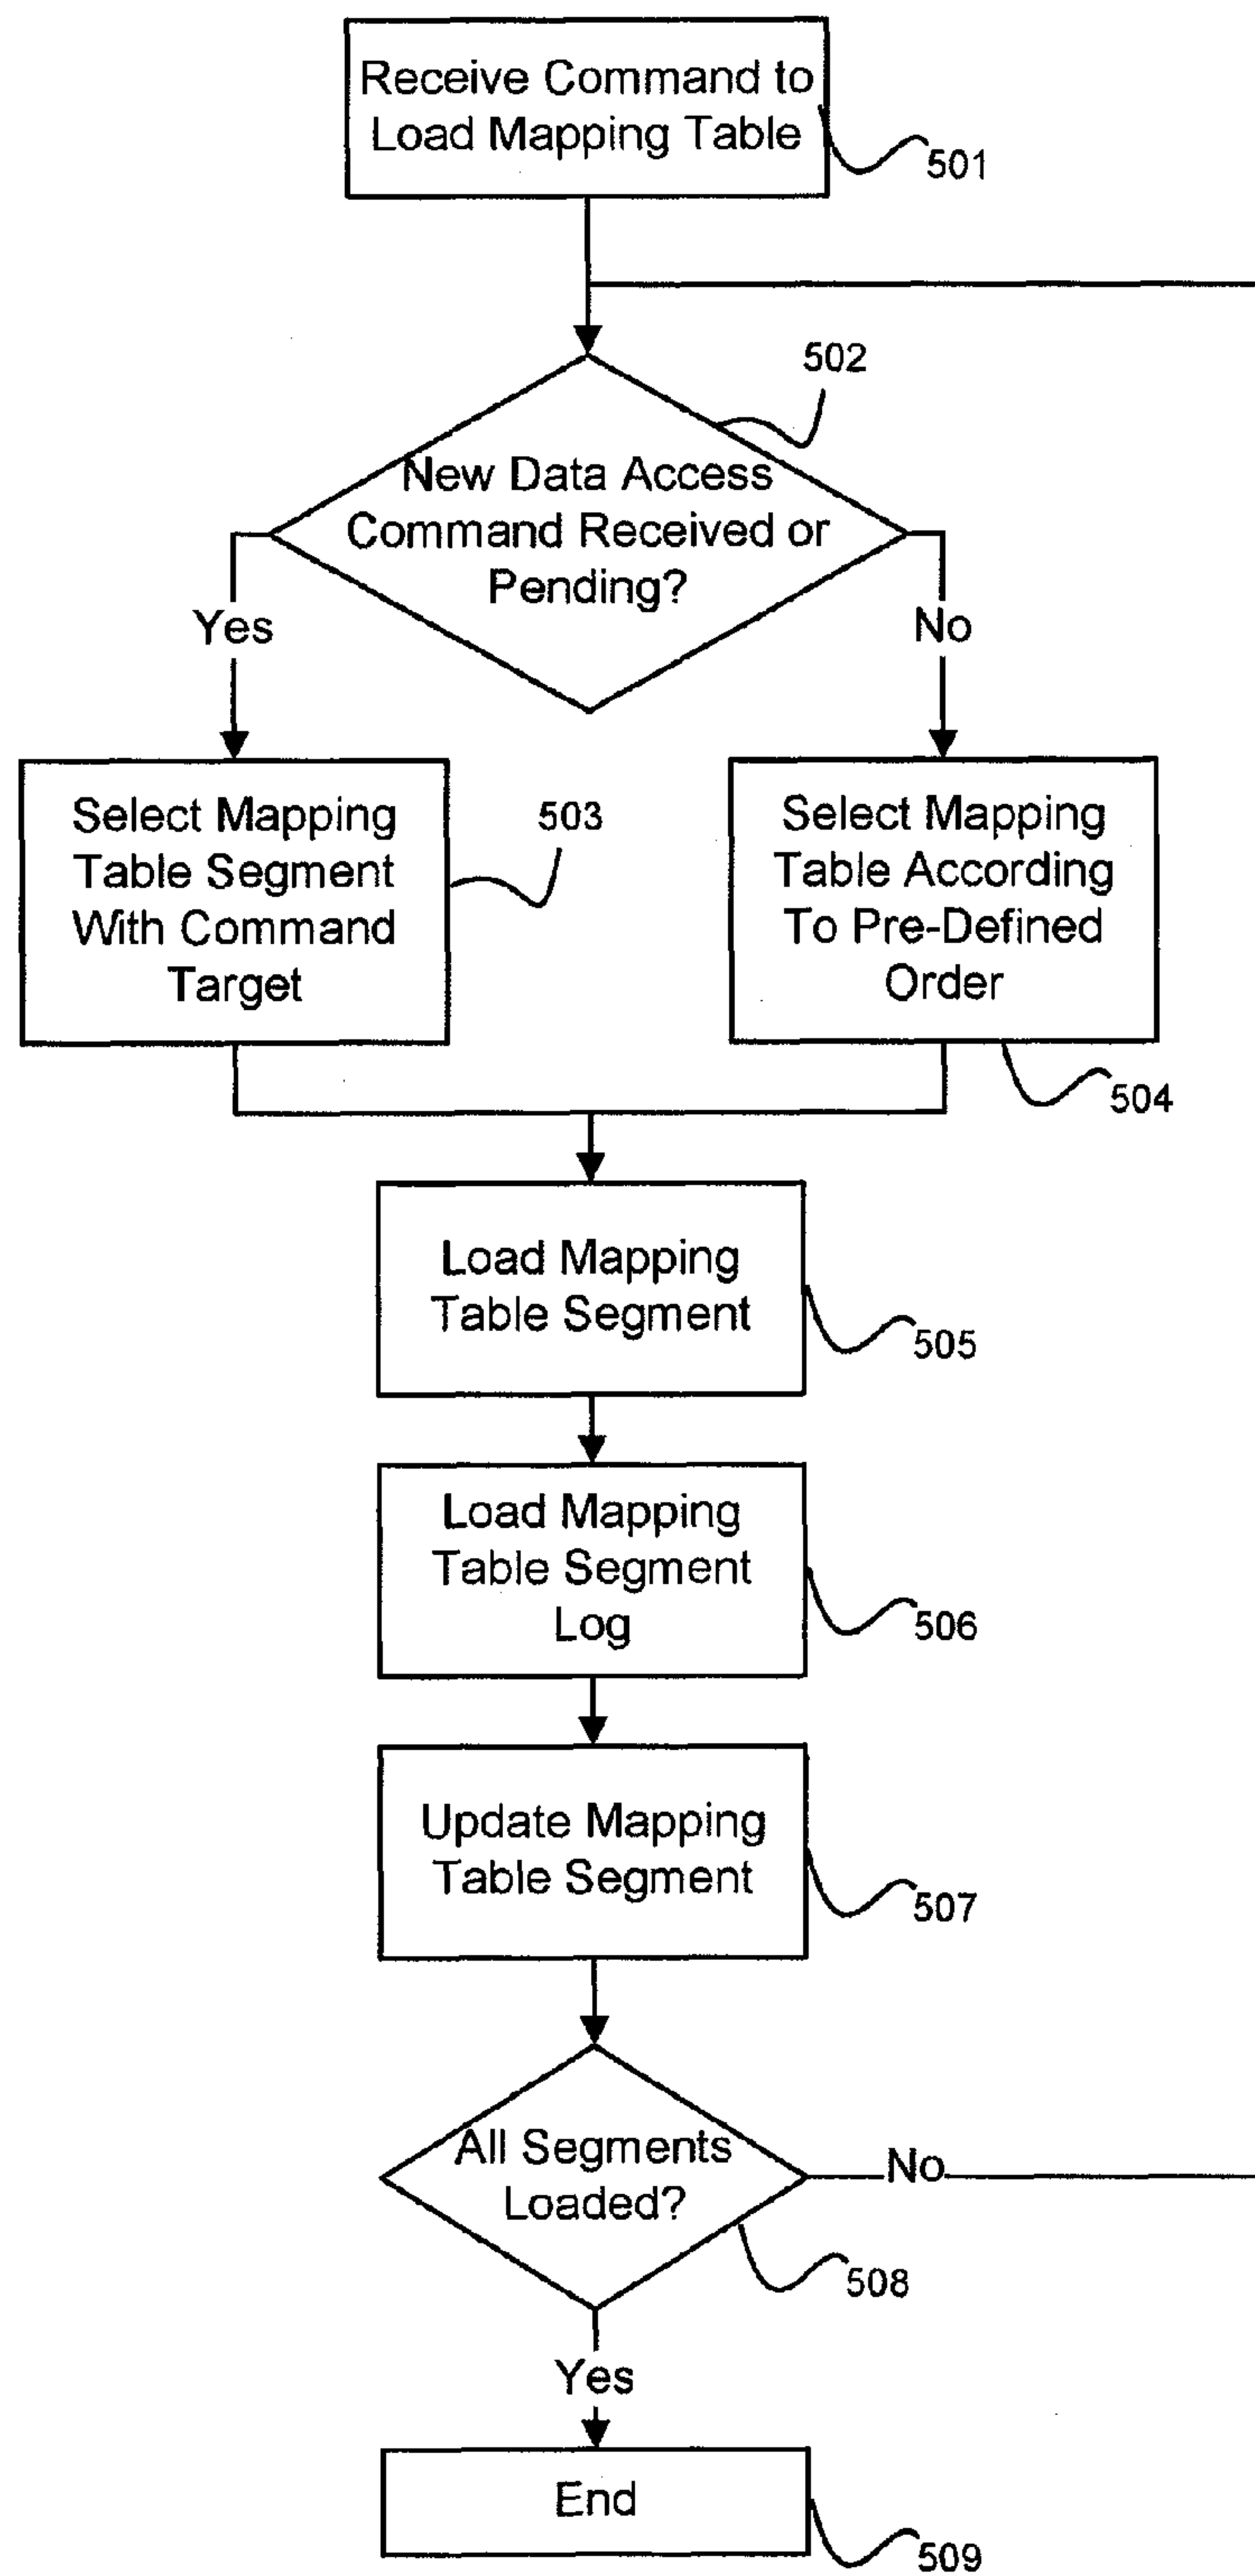 Receive Command to
Load Mapping Table
501
502
New Data Access
Command Received or
Pending?
Yes
No
Select Mapping
Table Segment
With Command
Target
503
Select Mapping
Table According
To Pre-Defined
Order
504
Load Mapping
Table Segment
505
Load Mapping
Table Segment
Log
506
Update Mapping
Table Segment
507
All Segments
Loaded?
No
508
Yes
End
509